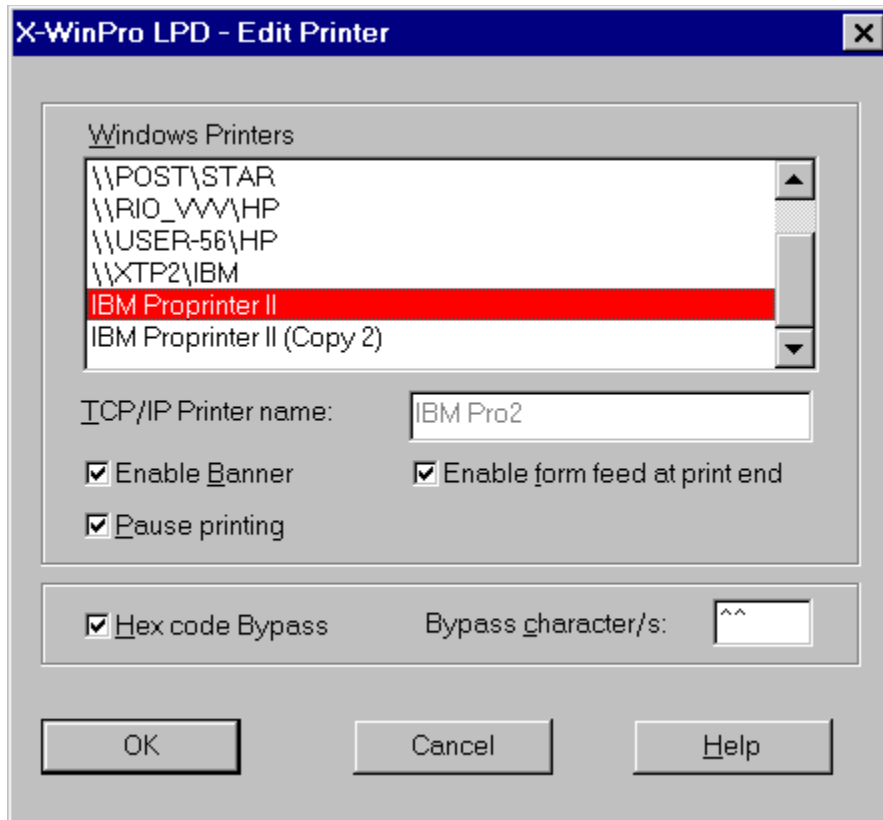 X-WinPro LPD - Edit Printer
Windows Printers
\\POST\STAR
\\RIO_VVV\HP
\\USER-56\HP
\\XTP2\IBM
IBM Proprinter II
IBM Proprinter II (Copy 2)
TCP/IP Printer name: IBM Pro2
Enable Banner Enable form feed at print end
Pause printing
Hex code Bypass Bypass character/s: ^^
OK Cancel Help